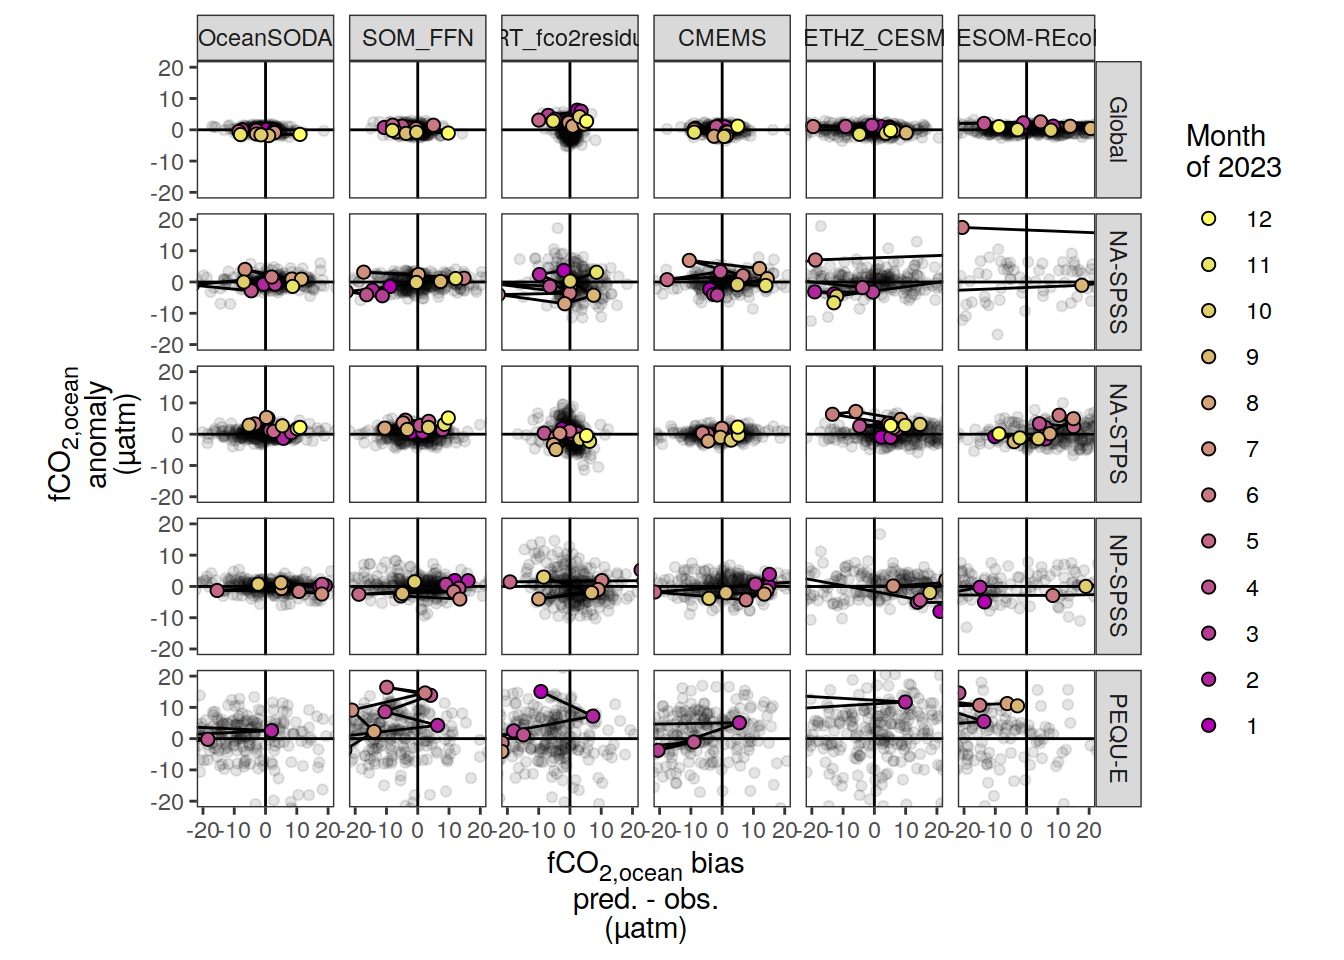 OceanSODA SOM_FFN RT_fco2residu CMEMS ETHZ_CESM ESOM-REcoI
20
10
0
-10
-20
Global
20
10
0
-10
-20
NA-SPSS
20
10
0
-10
-20
NA-STPS
20
10
0
-10
-20
NP-SPSS
20
10
0
-10
-20
PEQU-E
-20 -10 0 10 20 -20 -10 0 10 20 -20 -10 0 10 20 -20 -10 0 10 20 -20 -10 0 10 20 -20 -10 0 10 20
fCO2,ocean
anomaly
(µatm)
fCO2,ocean bias
pred. - obs.
(µatm)
Month
of 2023
12
11
10
9
8
7
6
5
4
3
2
1